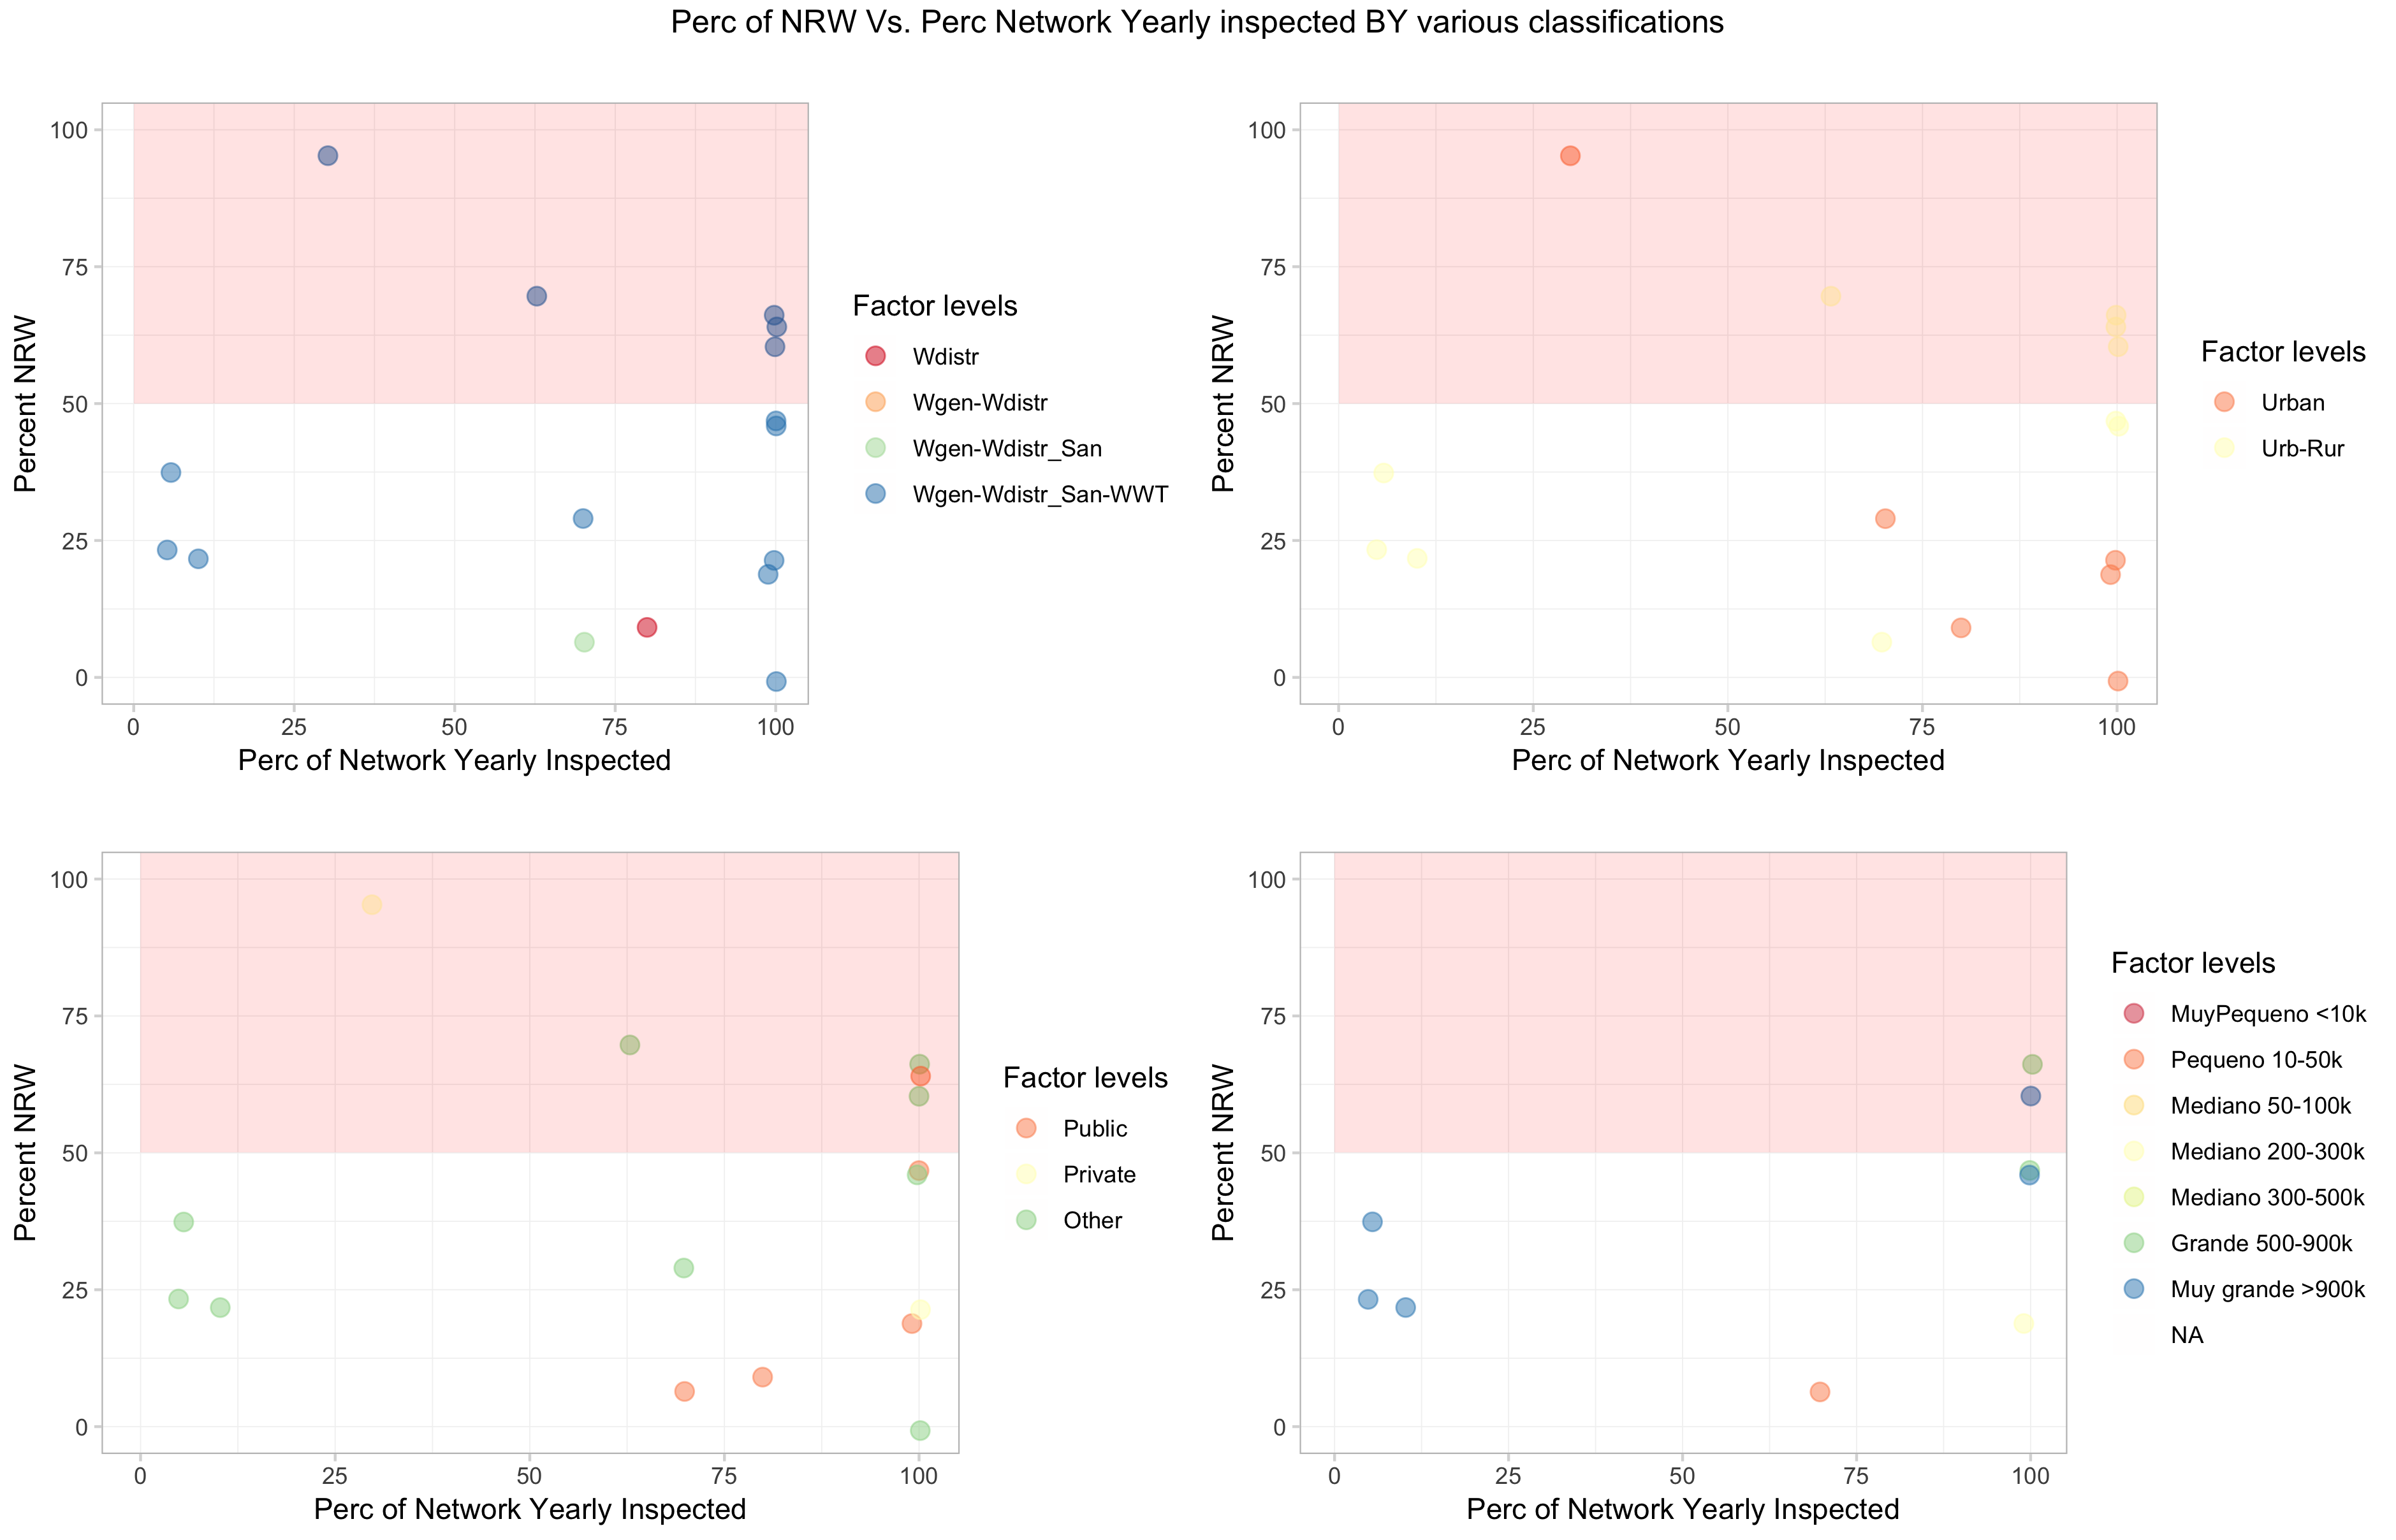 Perc of NRW Vs. Perc Network Yearly inspected BY various classifications
Percent NRW
100
75
50
25
0
0 25 50 75 100
Perc of Network Yearly Inspected
Factor levels
Wdistr
Wgen-Wdistr
Wgen-Wdistr_San
Wgen-Wdistr_San-WWT
Percent NRW
100
75
50
25
0
0 25 50 75 100
Perc of Network Yearly Inspected
Factor levels
Urban
Urb-Rur
Percent NRW
100
75
50
25
0
0 25 50 75 100
Perc of Network Yearly Inspected
Factor levels
Public
Private
Other
Percent NRW
100
75
50
25
0
0 25 50 75 100
Perc of Network Yearly Inspected
Factor levels
MuyPequeno <10k
Pequeno 10-50k
Mediano 50-100k
Mediano 200-300k
Mediano 300-500k
Grande 500-900k
Muy grande >900k
NA